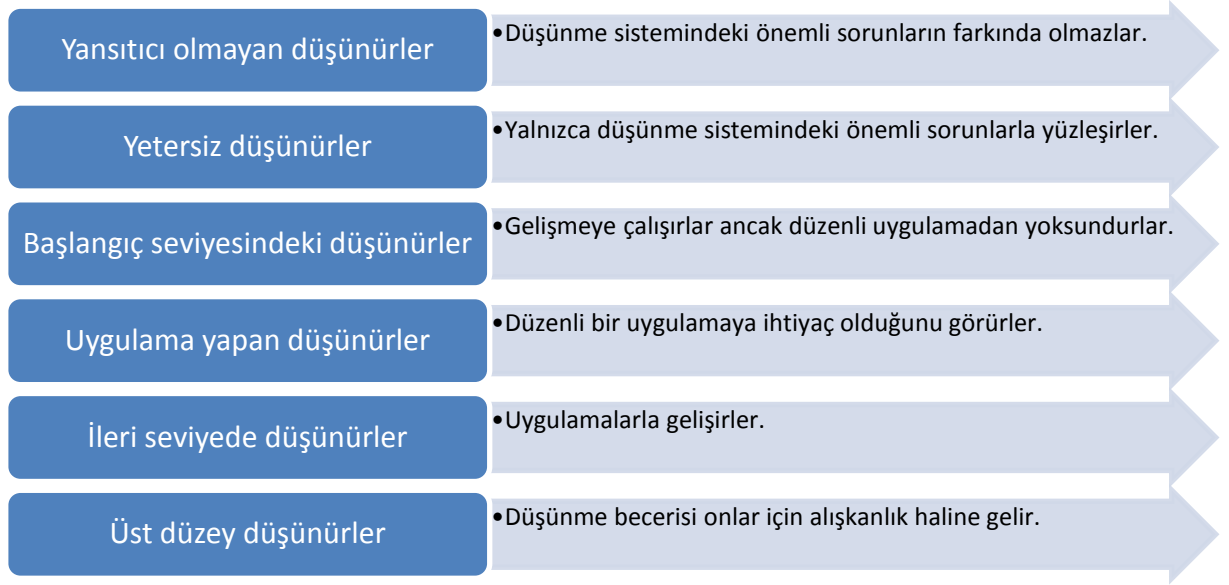 Yansıtıcı olmayan düşünürler
•Düşünme sistemindeki önemli sorunların farkında olmazlar.
Yetersiz düşünürler
•Yalnızca düşünme sistemindeki önemli sorunlarla yüzleşirler.
Başlangıç seviyesindeki düşünürler
•Gelişmeye çalışırlar ancak düzenli uygulamadan yoksundurlar.
Uygulama yapan düşünürler
•Düzenli bir uygulamaya ihtiyaç olduğunu görürler.
İleri seviyede düşünürler
•Uygulamalarla gelişirler.
Üst düzey düşünürler
•Düşünme becerisi onlar için alışkanlık haline gelir.